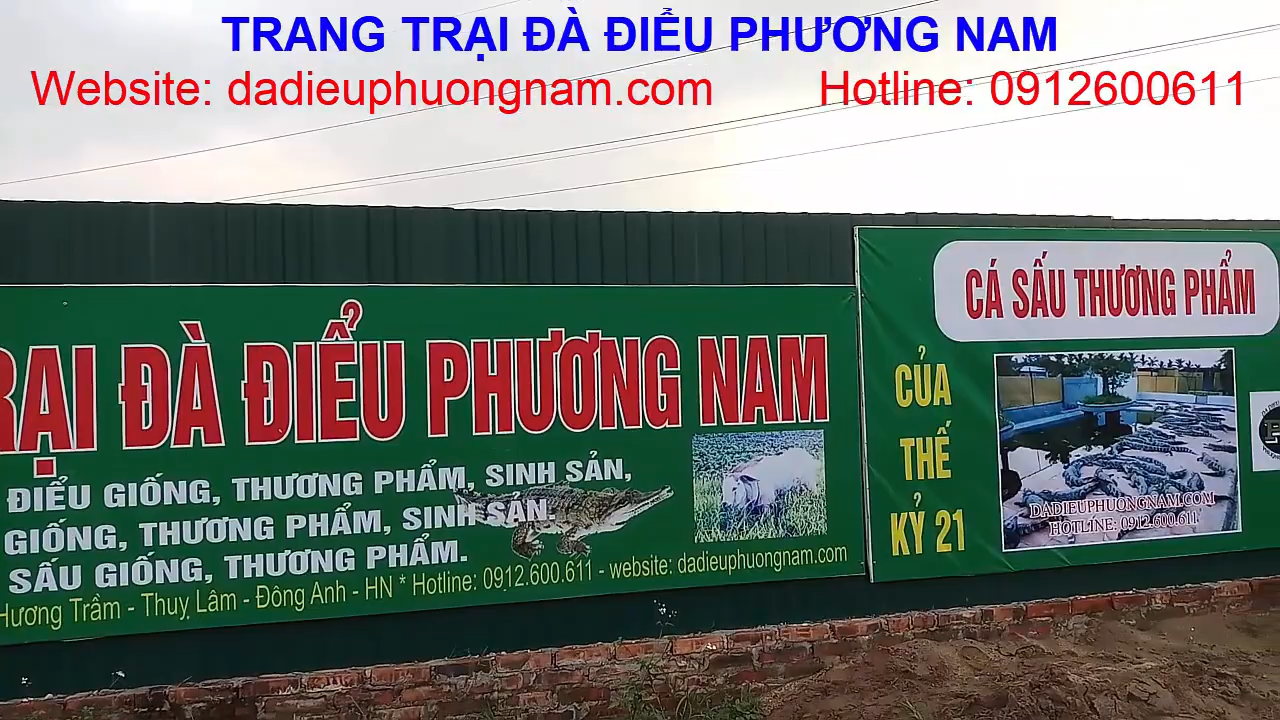 TRANG TRẠI ĐÀ ĐIỂU PHƯƠNG NAM
Website: dadieuphuongnam.com Hotline: 0912600611
RẠI ĐÀ ĐIỂU PHƯƠNG NAM
ĐIỂU GIỐNG, THƯƠNG PHẨM, SINH SẢN,
GIỐNG, THƯƠNG PHẨM, SINH SẢN.
SẤU GIỐNG, THƯƠNG PHẨM.
Hương Trầm - Thuỵ Lâm - Đông Anh - HN * Hotline: 0912.600.611 - website: dadieuphuongnam.com
CÁ SẤU THƯƠNG PHẨM
CỦA
THẾ
KỶ 21
DADIEUPHUONGNAM.COM
HOTLINE: 0912.600.611